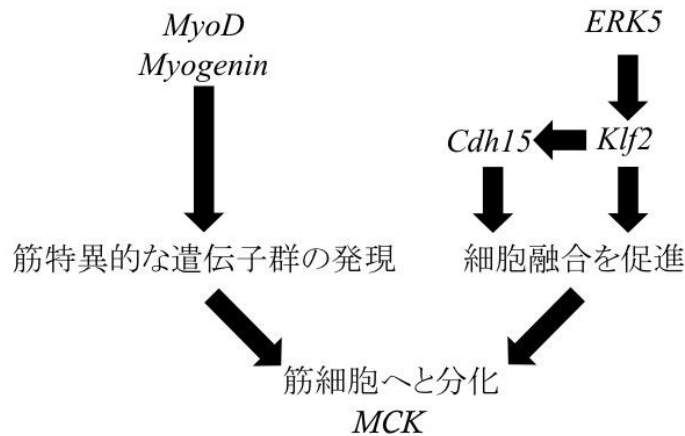 MyoD
Myogenin
ERK5
Cdh15
Klf2
筋特異的な遺伝子群の発現
細胞融合を促進
筋細胞へと分化
MCK